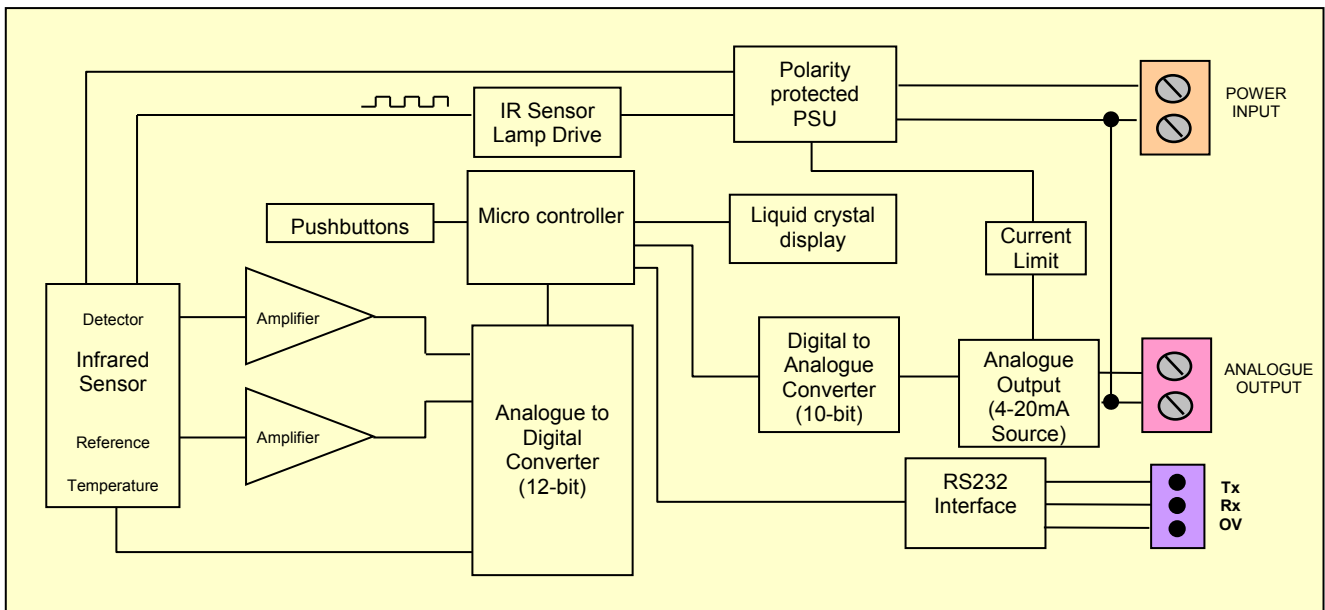 Polarity
protected
PSU
POWER
INPUT
IR Sensor
Lamp Drive
Micro controller
Pushbuttons
Liquid crystal
display
Current
Limit
Detector
Infrared
Sensor
Reference
Temperature
Amplifier
Amplifier
Analogue to
Digital
Converter
(12-bit)
Digital to
Analogue
Converter
(10-bit)
Analogue
Output
(4-20mA
Source)
ANALOGUE
OUTPUT
RS232
Interface
Tx
Rx
OV